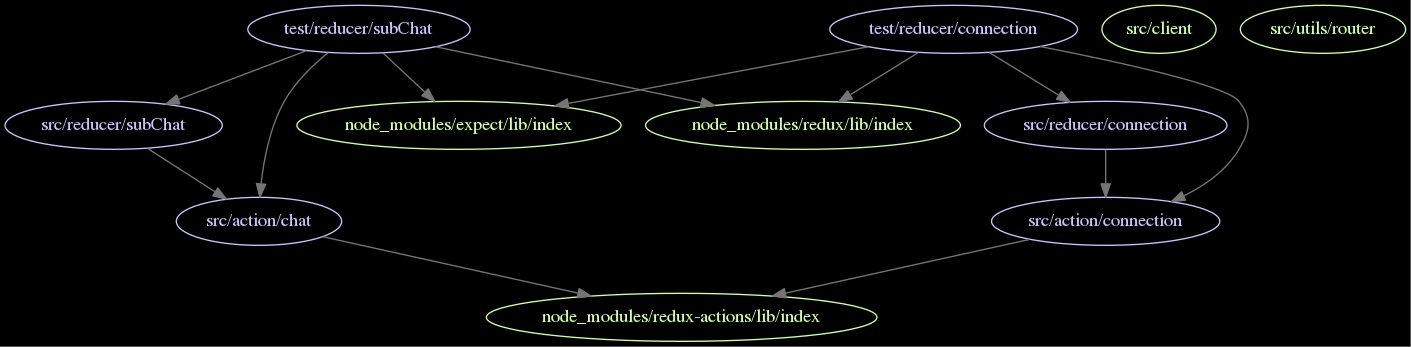 test/reducer/subChat
test/reducer/connection
src/client
src/utils/router
src/reducer/subChat
node_modules/expect/lib/index
node_modules/redux/lib/index
src/reducer/connection
src/action/chat
src/action/connection
node_modules/redux-actions/lib/index